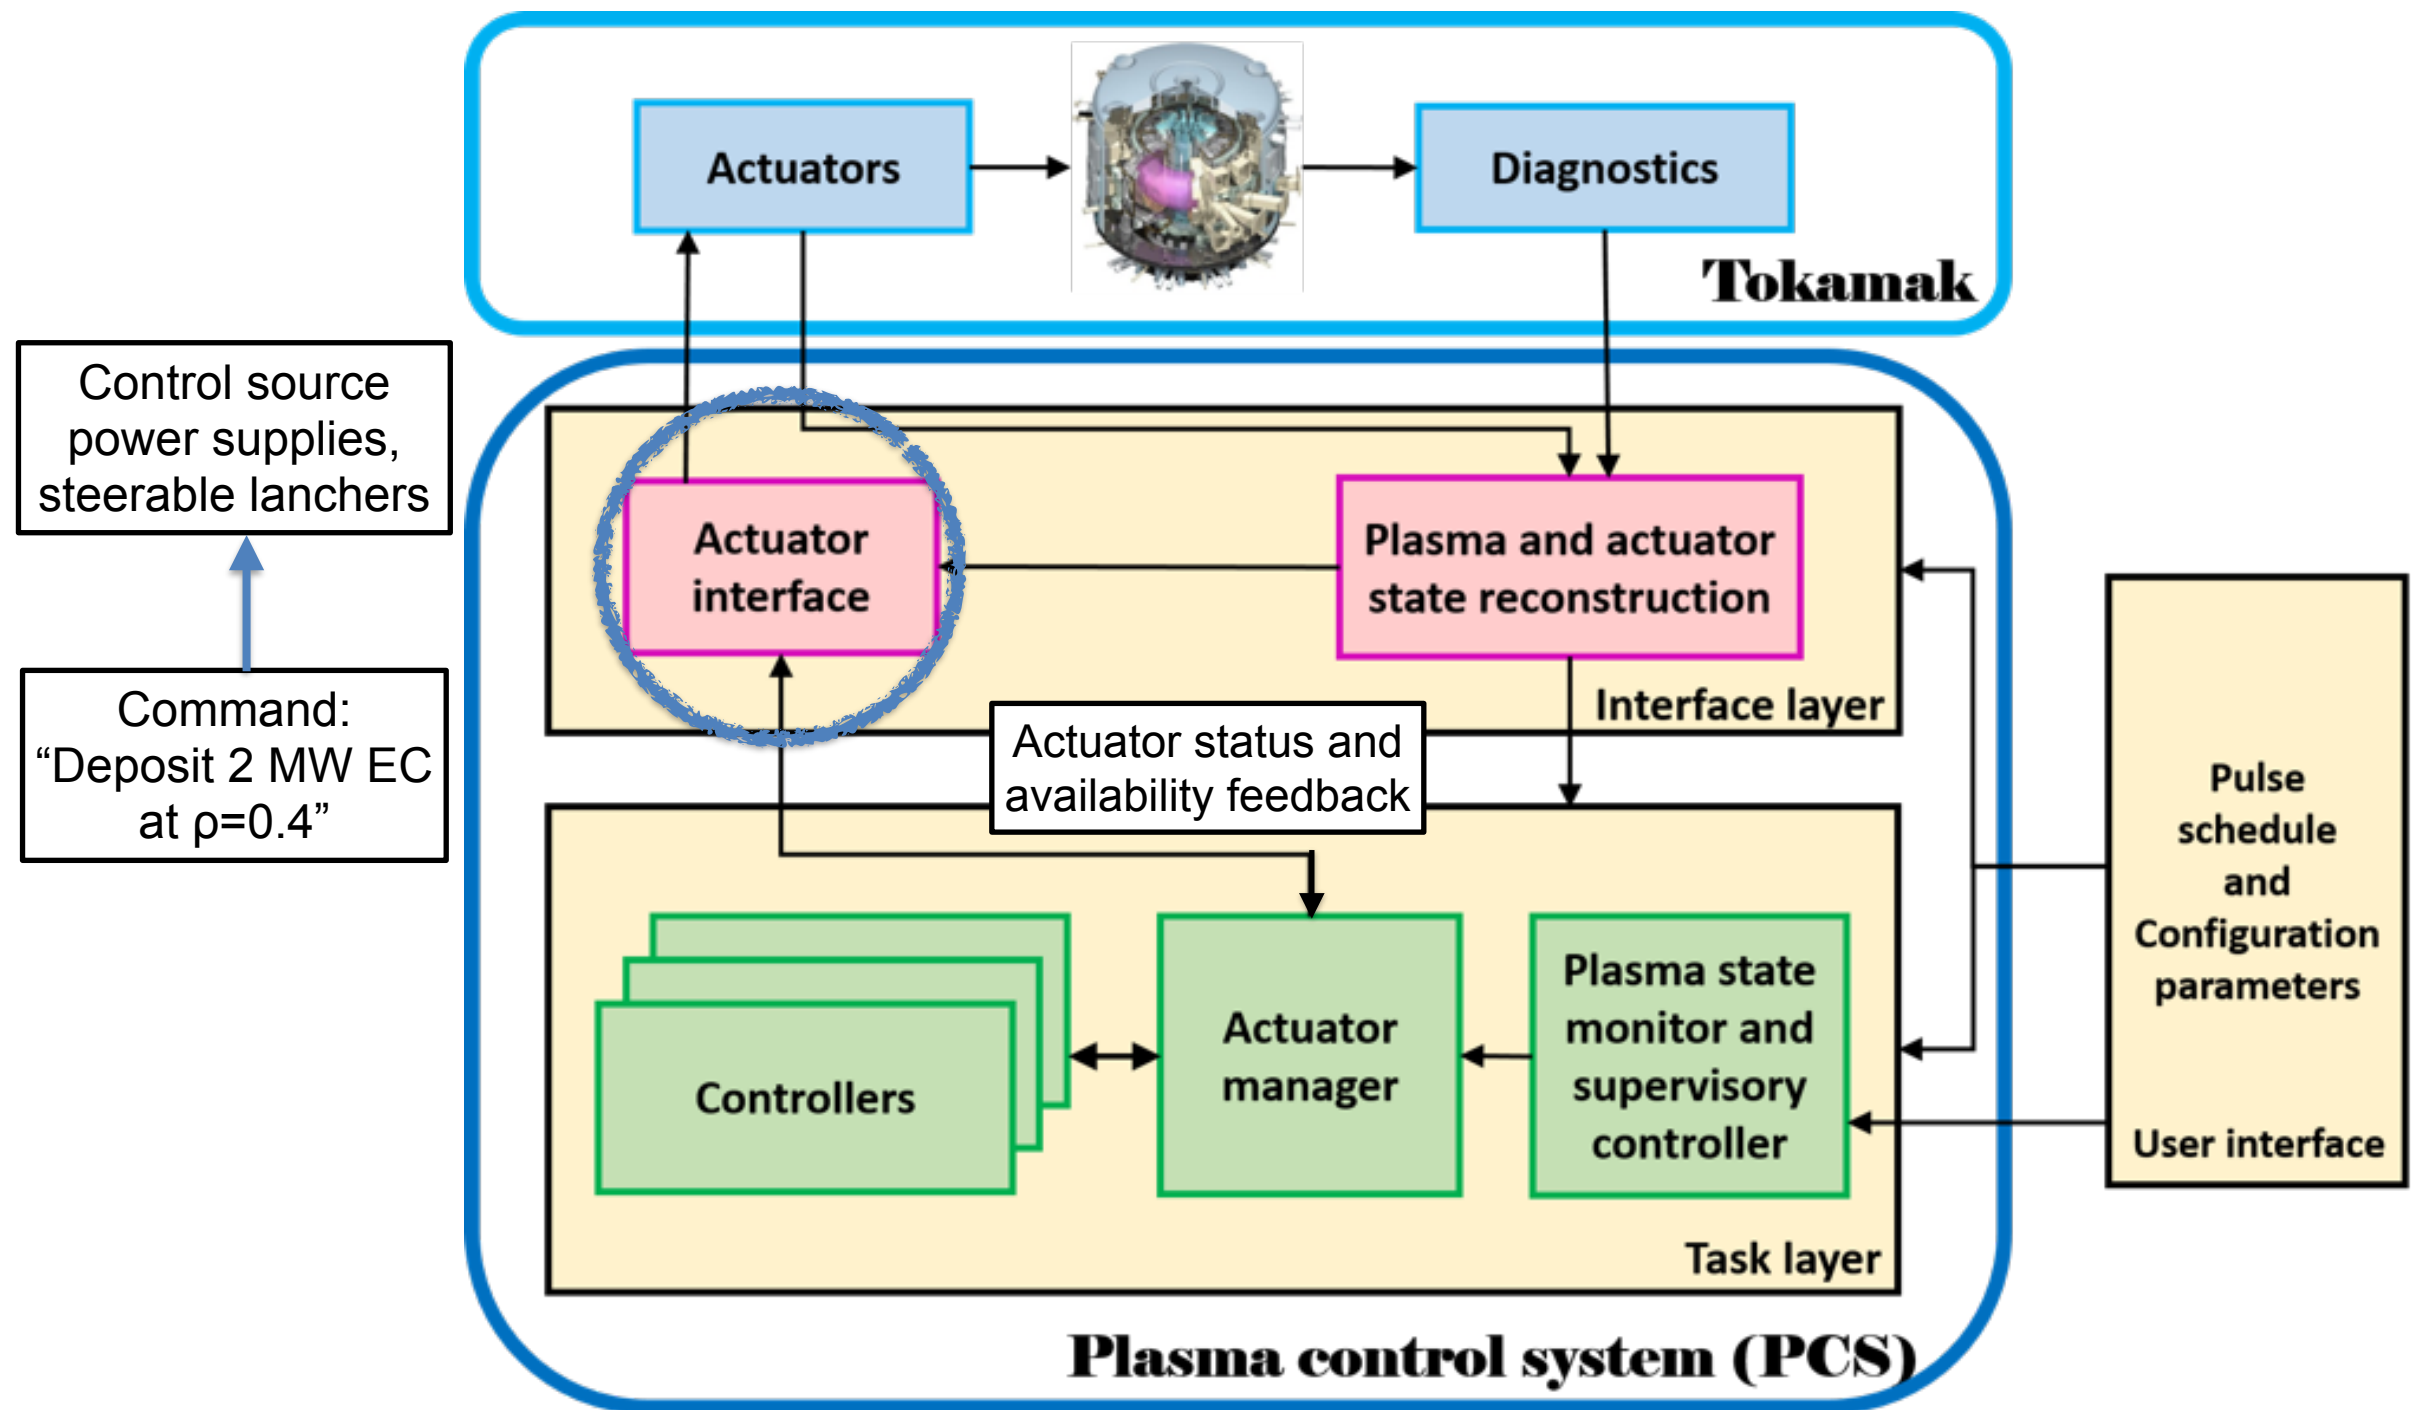 Actuators
Diagnostics
Tokamak
Control source
power supplies,
steerable lanchers
Command:
“Deposit 2 MW EC
at ρ=0.4”
Actuator
interface
Plasma and actuator
state reconstruction
Interface layer
Actuator status and
availability feedback
Controllers
Actuator
manager
Plasma state
monitor and
supervisory
controller
Task layer
Plasma control system (PCS)
Pulse
schedule
and
Configuration
parameters
User interface